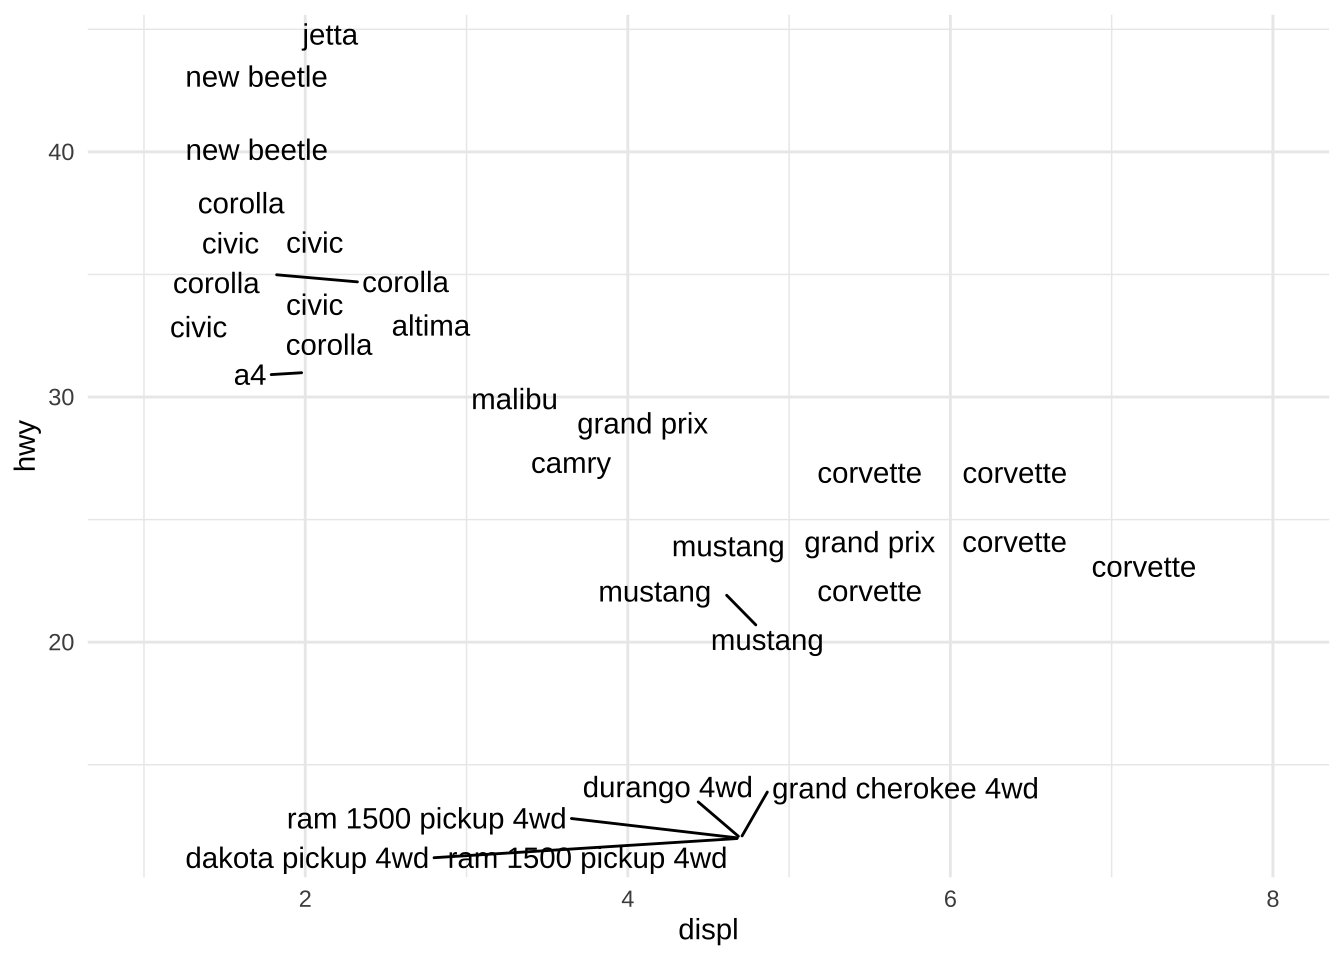 jetta
new beetle
40
new beetle
corolla
civic
civic
corolla
corolla
civic
civic
altima
corolla
a4
30
malibu
grand prix
camry
hwy
corvette
corvette
mustang
grand prix
corvette
corvette
mustang
corvette
20
mustang
durango 4wd
grand cherokee 4wd
ram 1500 pickup 4wd
dakota pickup 4wd
ram 1500 pickup 4wd
2
4
6
8
displ